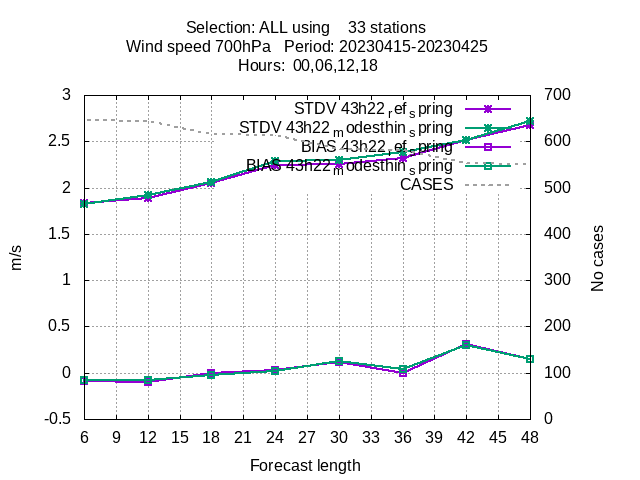 Selection: ALL using 33 stations
Wind speed 700hPa Period: 20230415-20230425
Hours: 00,06,12,18
3
2.5
2
1.5
1
0.5
0
-0.5
m/s
STDV 43h22_ref_spring
STDV 43h22_modesthin_spring
BIAS 43h22_ref_spring
BIAS 43h22_modesthin_spring
CASES
700
600
500
400
300
200
100
0
No cases
6 9 12 15 18 21 24 27 30 33 36 39 42 45 48
Forecast length